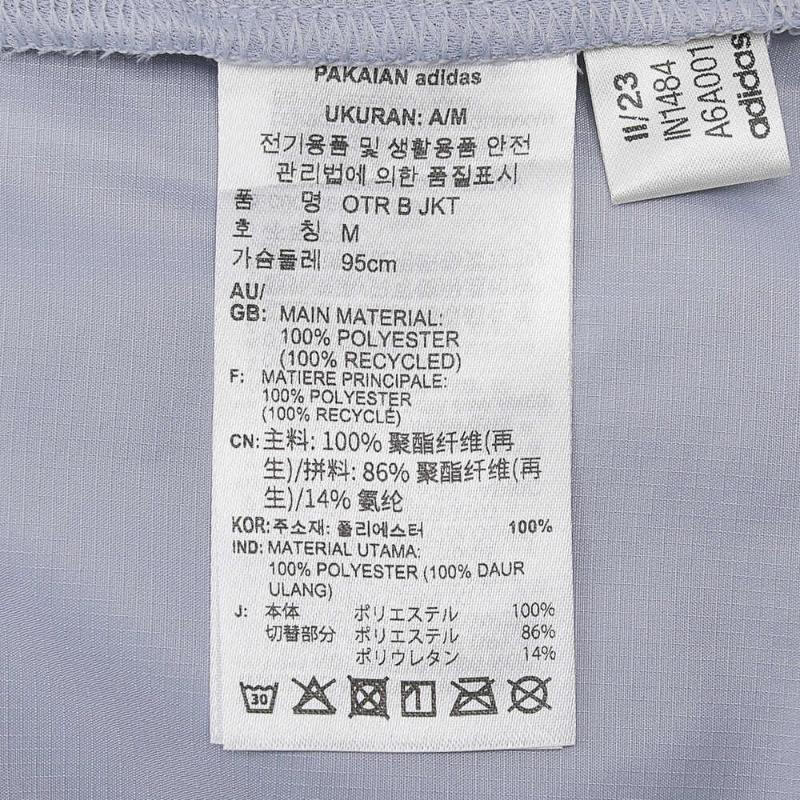 PAKAIAN adidas
UKURAN: A/M
전기용품 및 생활용품 안전
관리법에 의한 품질표시
품 명 OTR B JKT
호 칭 M
가슴둘레 95cm
AU/
GB: MAIN MATERIAL:
100% POLYESTER
(100% RECYCLED)
F: MATIERE PRINCIPALE:
100% POLYESTER
(100% RECYCLÉ)
CN: 主料: 100% 聚酯纤维(再
生)/拼料: 86% 聚酯纤维(再
生)/14% 氨纶
KOR: 주소재: 폴리에스터 100%
IND: MATERIAL UTAMA:
100% POLYESTER (100% DAUR
ULANG)
J: 本体 ポリエステル 100%
切替部分 ポリエステル 86%
ポリウレタン 14%
30
11/23
IN1484
A6A001
adidas